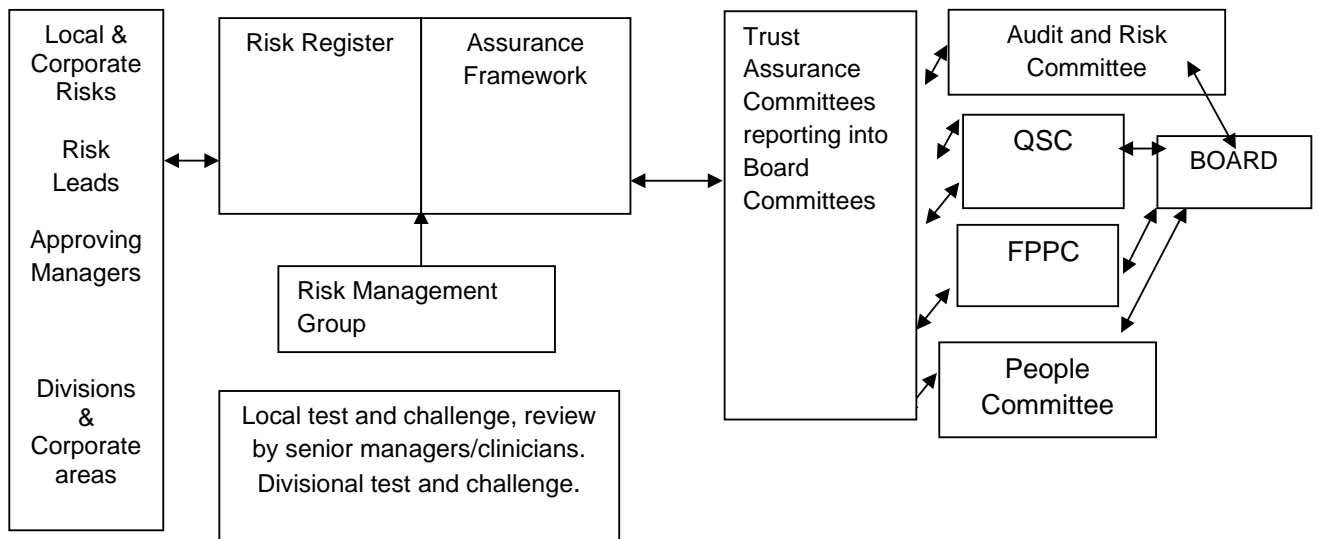 Local &
Corporate
Risks
Risk
Leads
Approving
Managers
Divisions
&
Corporate
areas
Risk Register
Assurance
Framework
Risk Management
Group
Local test and challenge, review
by senior managers/clinicians.
Divisional test and challenge.
Trust
Assurance
Committees
reporting into
Board
Committees
Audit and Risk
Committee
QSC
FPPC
People
Committee
BOARD